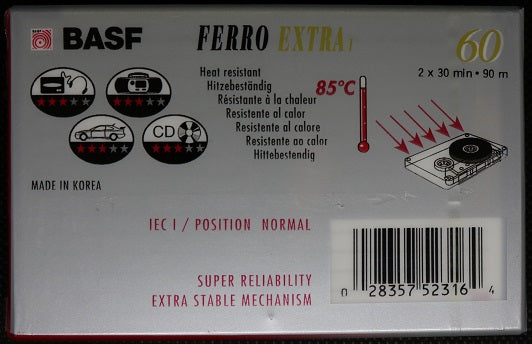 BASF
FERRO EXTRA I
60
2 x 30 min • 90 m
Heat resistant
Hitzebeständig
Résistante à la chaleur
Resistente al calor
Resistente al calore
Resistente ao calor
Hittebestendig
85°C
CD
MADE IN KOREA
IEC I / POSITION NORMAL
SUPER RELIABILITY
EXTRA STABLE MECHANISM
0 28357 52316 4